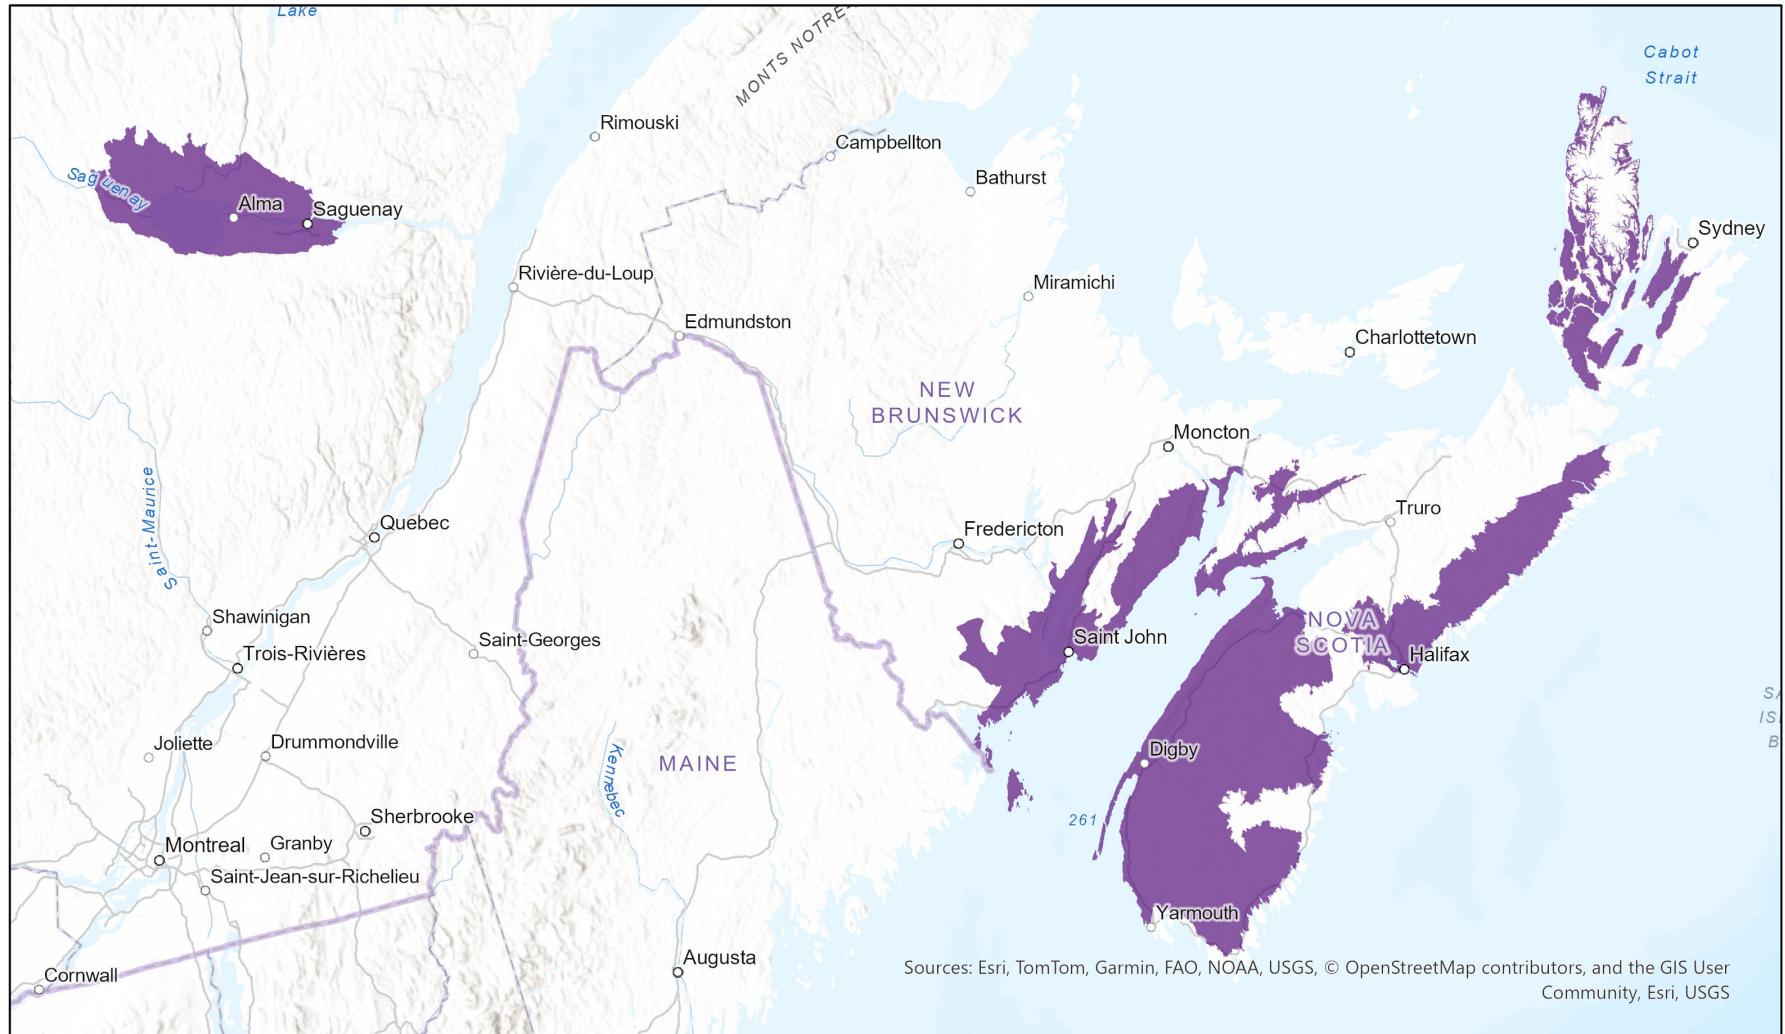 Lake
MONTS NOTRE-
Cabot
Strait
Rimouski
Campbellton
Bathurst
Saguenay
Alma
Saguenay
Sydney
Rivière-du-Loup
Miramichi
Edmundston
Charlottetown
NEW
BRUNSWICK
Moncton
Saint-Maurice
Quebec
Fredericton
Truro
Shawinigan
Saint-Georges
Saint John
NOVA
SCOTIA
Halifax
Trois-Rivières
SA
ISL
B
Joliette
Drummondville
Kennebec
MAINE
Digby
261
Sherbrooke
Montreal
Granby
Saint-Jean-sur-Richelieu
Yarmouth
Cornwall
Augusta
Sources: Esri, TomTom, Garmin, FAO, NOAA, USGS, © OpenStreetMap contributors, and the GIS User
Community, Esri, USGS